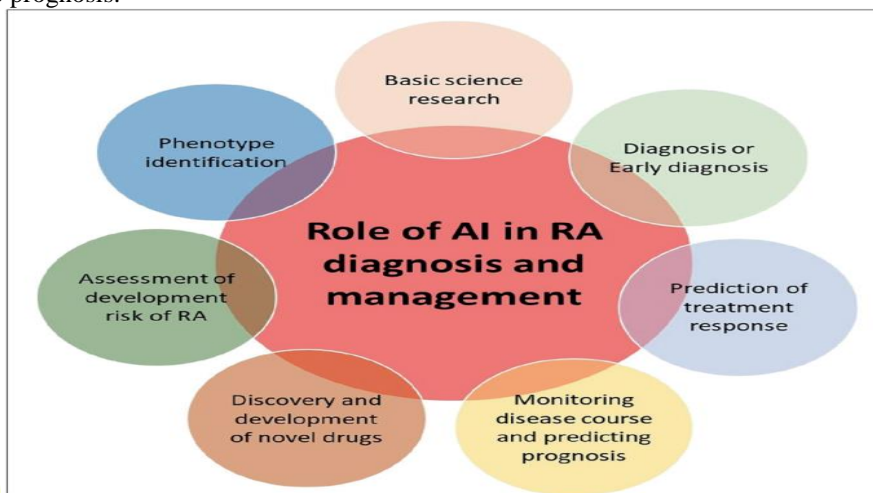 prognosis.
Basic science
research
Phenotype
identification
Diagnosis or
Early diagnosis
Role of AI in RA
diagnosis and
management
Assessment of
development
risk of RA
Prediction of
treatment
response
Discovery and
development
of novel drugs
Monitoring
disease course
and predicting
prognosis